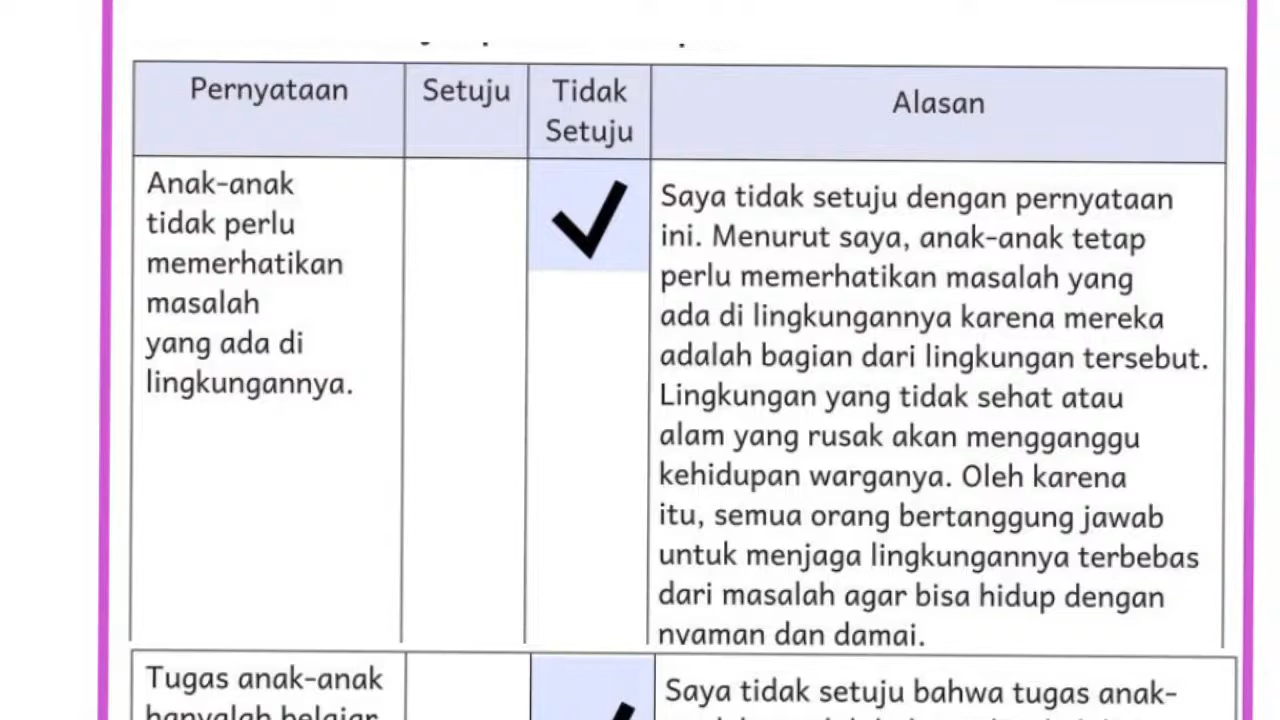 Pernyataan
Setuju
Tidak
Setuju
Alasan
Anak-anak
tidak perlu
memerhatikan
masalah
yang ada di
lingkungannya.
Saya tidak setuju dengan pernyataan
ini. Menurut saya, anak-anak tetap
perlu memerhatikan masalah yang
ada di lingkungannya karena mereka
adalah bagian dari lingkungan tersebut.
Lingkungan yang tidak sehat atau
alam yang rusak akan mengganggu
kehidupan warganya. Oleh karena
itu, semua orang bertanggung jawab
untuk menjaga lingkungannya terbebas
dari masalah agar bisa hidup dengan
nyaman dan damai.
Tugas anak-anak
hanyalah belajar
Saya tidak setuju bahwa tugas anak-